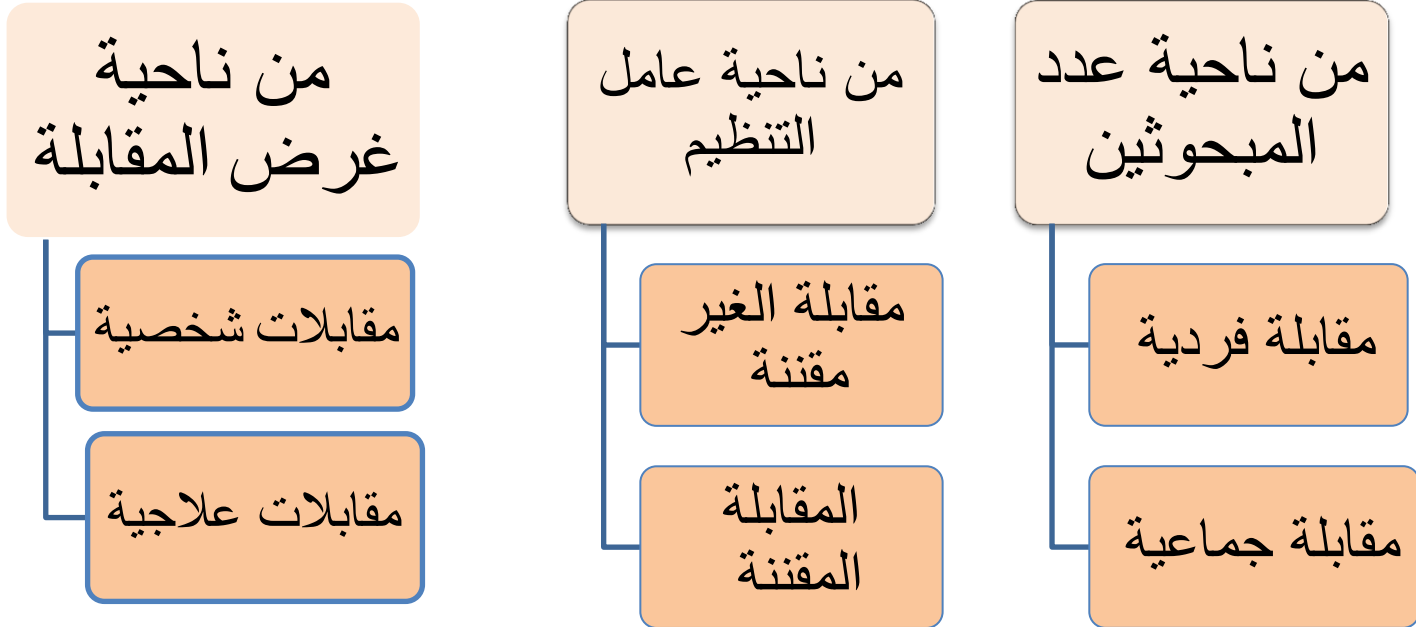 من ناحية عدد
المبحوثين
مقابلة فردية
مقابلة جماعية
من ناحية عامل
التنظيم
مقابلة الغير
مقننة
المقابلة
المقننة
من ناحية
غرض المقابلة
مقابلات شخصية
مقابلات علاجية